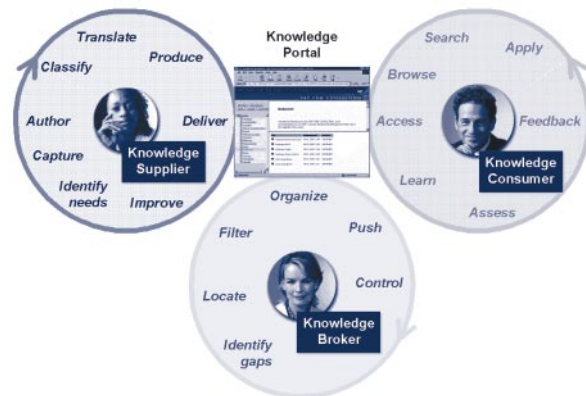 Knowledge
Portal
Translate
Produce
Classify
Author
Deliver
Capture
Knowledge
Supplier
Identify
needs
Improve
Search
Apply
Browse
Access
Feedback
Knowledge
Consumer
Learn
Assess
Organize
Filter
Push
Locate
Control
Knowledge
Broker
Identify
gaps